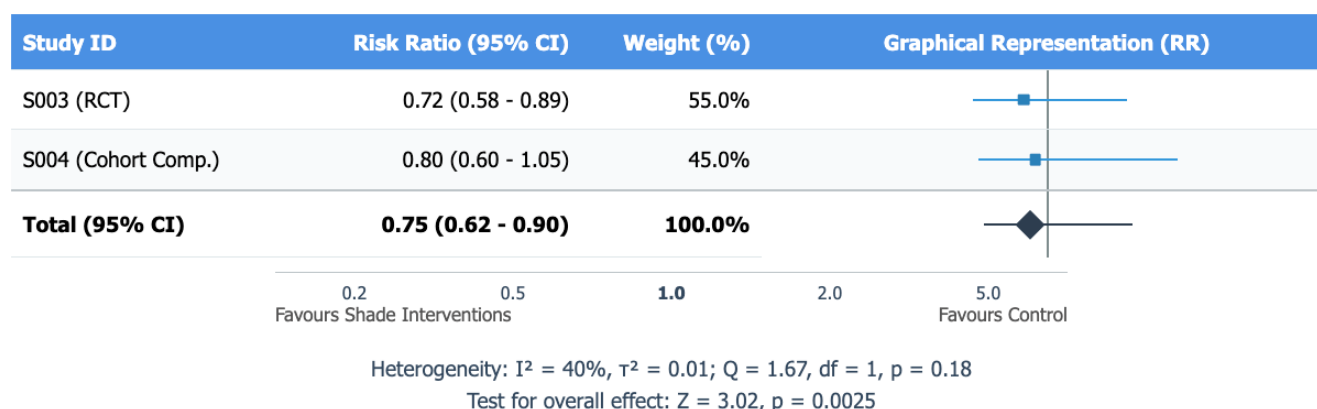 Study ID Risk Ratio (95% CI) Weight (%) Graphical Representation (RR)
S003 (RCT) 0.72 (0.58 - 0.89) 55.0%
S004 (Cohort Comp.) 0.80 (0.60 - 1.05) 45.0%
Total (95% CI) 0.75 (0.62 - 0.90) 100.0%
0.2 0.5 1.0 2.0 5.0
Favours Shade Interventions Favours Control
Heterogeneity: I² = 40%, τ² = 0.01; Q = 1.67, df = 1, p = 0.18
Test for overall effect: Z = 3.02, p = 0.0025